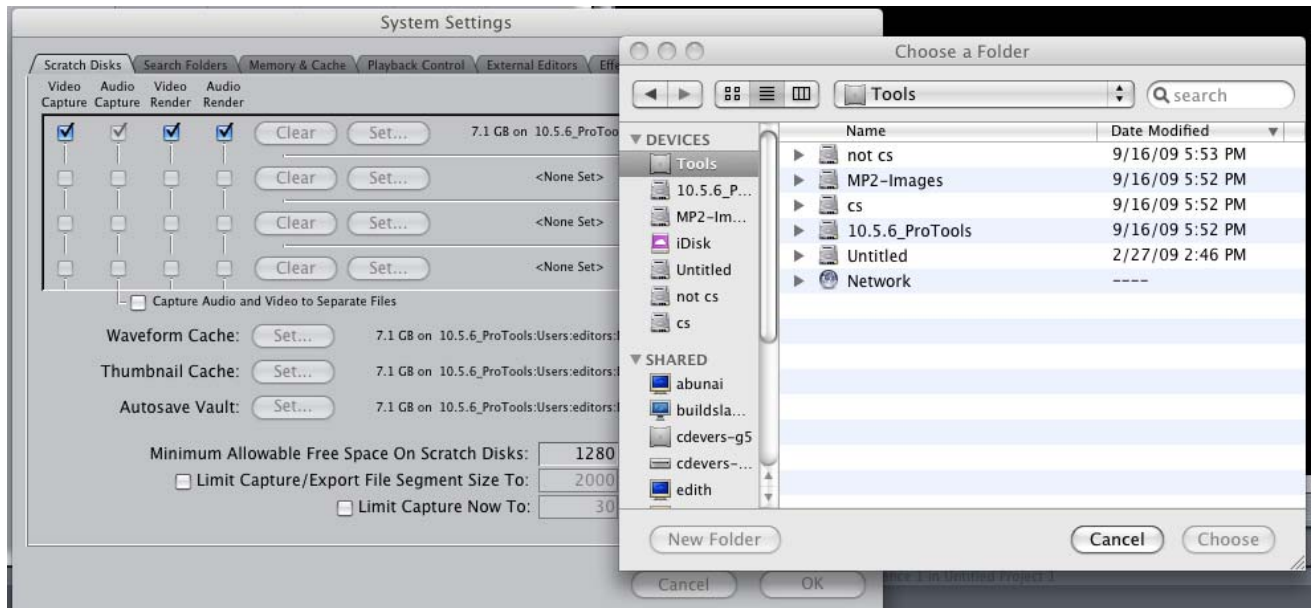 System Settings
Scratch Disks Search Folders Memory & Cache Playback Control External Editors Effe
Video Capture Audio Capture Video Render Audio Render
Clear Set... 7.1 GB on 10.5.6_ProToo
Clear Set... <None Set>
Clear Set... <None Set>
Clear Set... <None Set>
Capture Audio and Video to Separate Files
Waveform Cache: Set... 7.1 GB on 10.5.6_ProTools:Users:editors:
Thumbnail Cache: Set... 7.1 GB on 10.5.6_ProTools:Users:editors:
Autosave Vault: Set... 7.1 GB on 10.5.6_ProTools:Users:editors:
Minimum Allowable Free Space On Scratch Disks: 1280
Limit Capture/Export File Segment Size To: 2000
Limit Capture Now To: 30
Cancel OK
Choose a Folder
Tools search
DEVICES
Tools
10.5.6_P...
MP2-Im...
iDisk
Untitled
not cs
cs
SHARED
abunai
buildsla...
cdevers-g5
cdevers-...
edith
Name Date Modified
not cs 9/16/09 5:53 PM
MP2-Images 9/16/09 5:52 PM
cs 9/16/09 5:52 PM
10.5.6_ProTools 9/16/09 5:52 PM
Untitled 2/27/09 2:46 PM
Network ----
New Folder Cancel Choose
nce 1 in Untitled Project 1